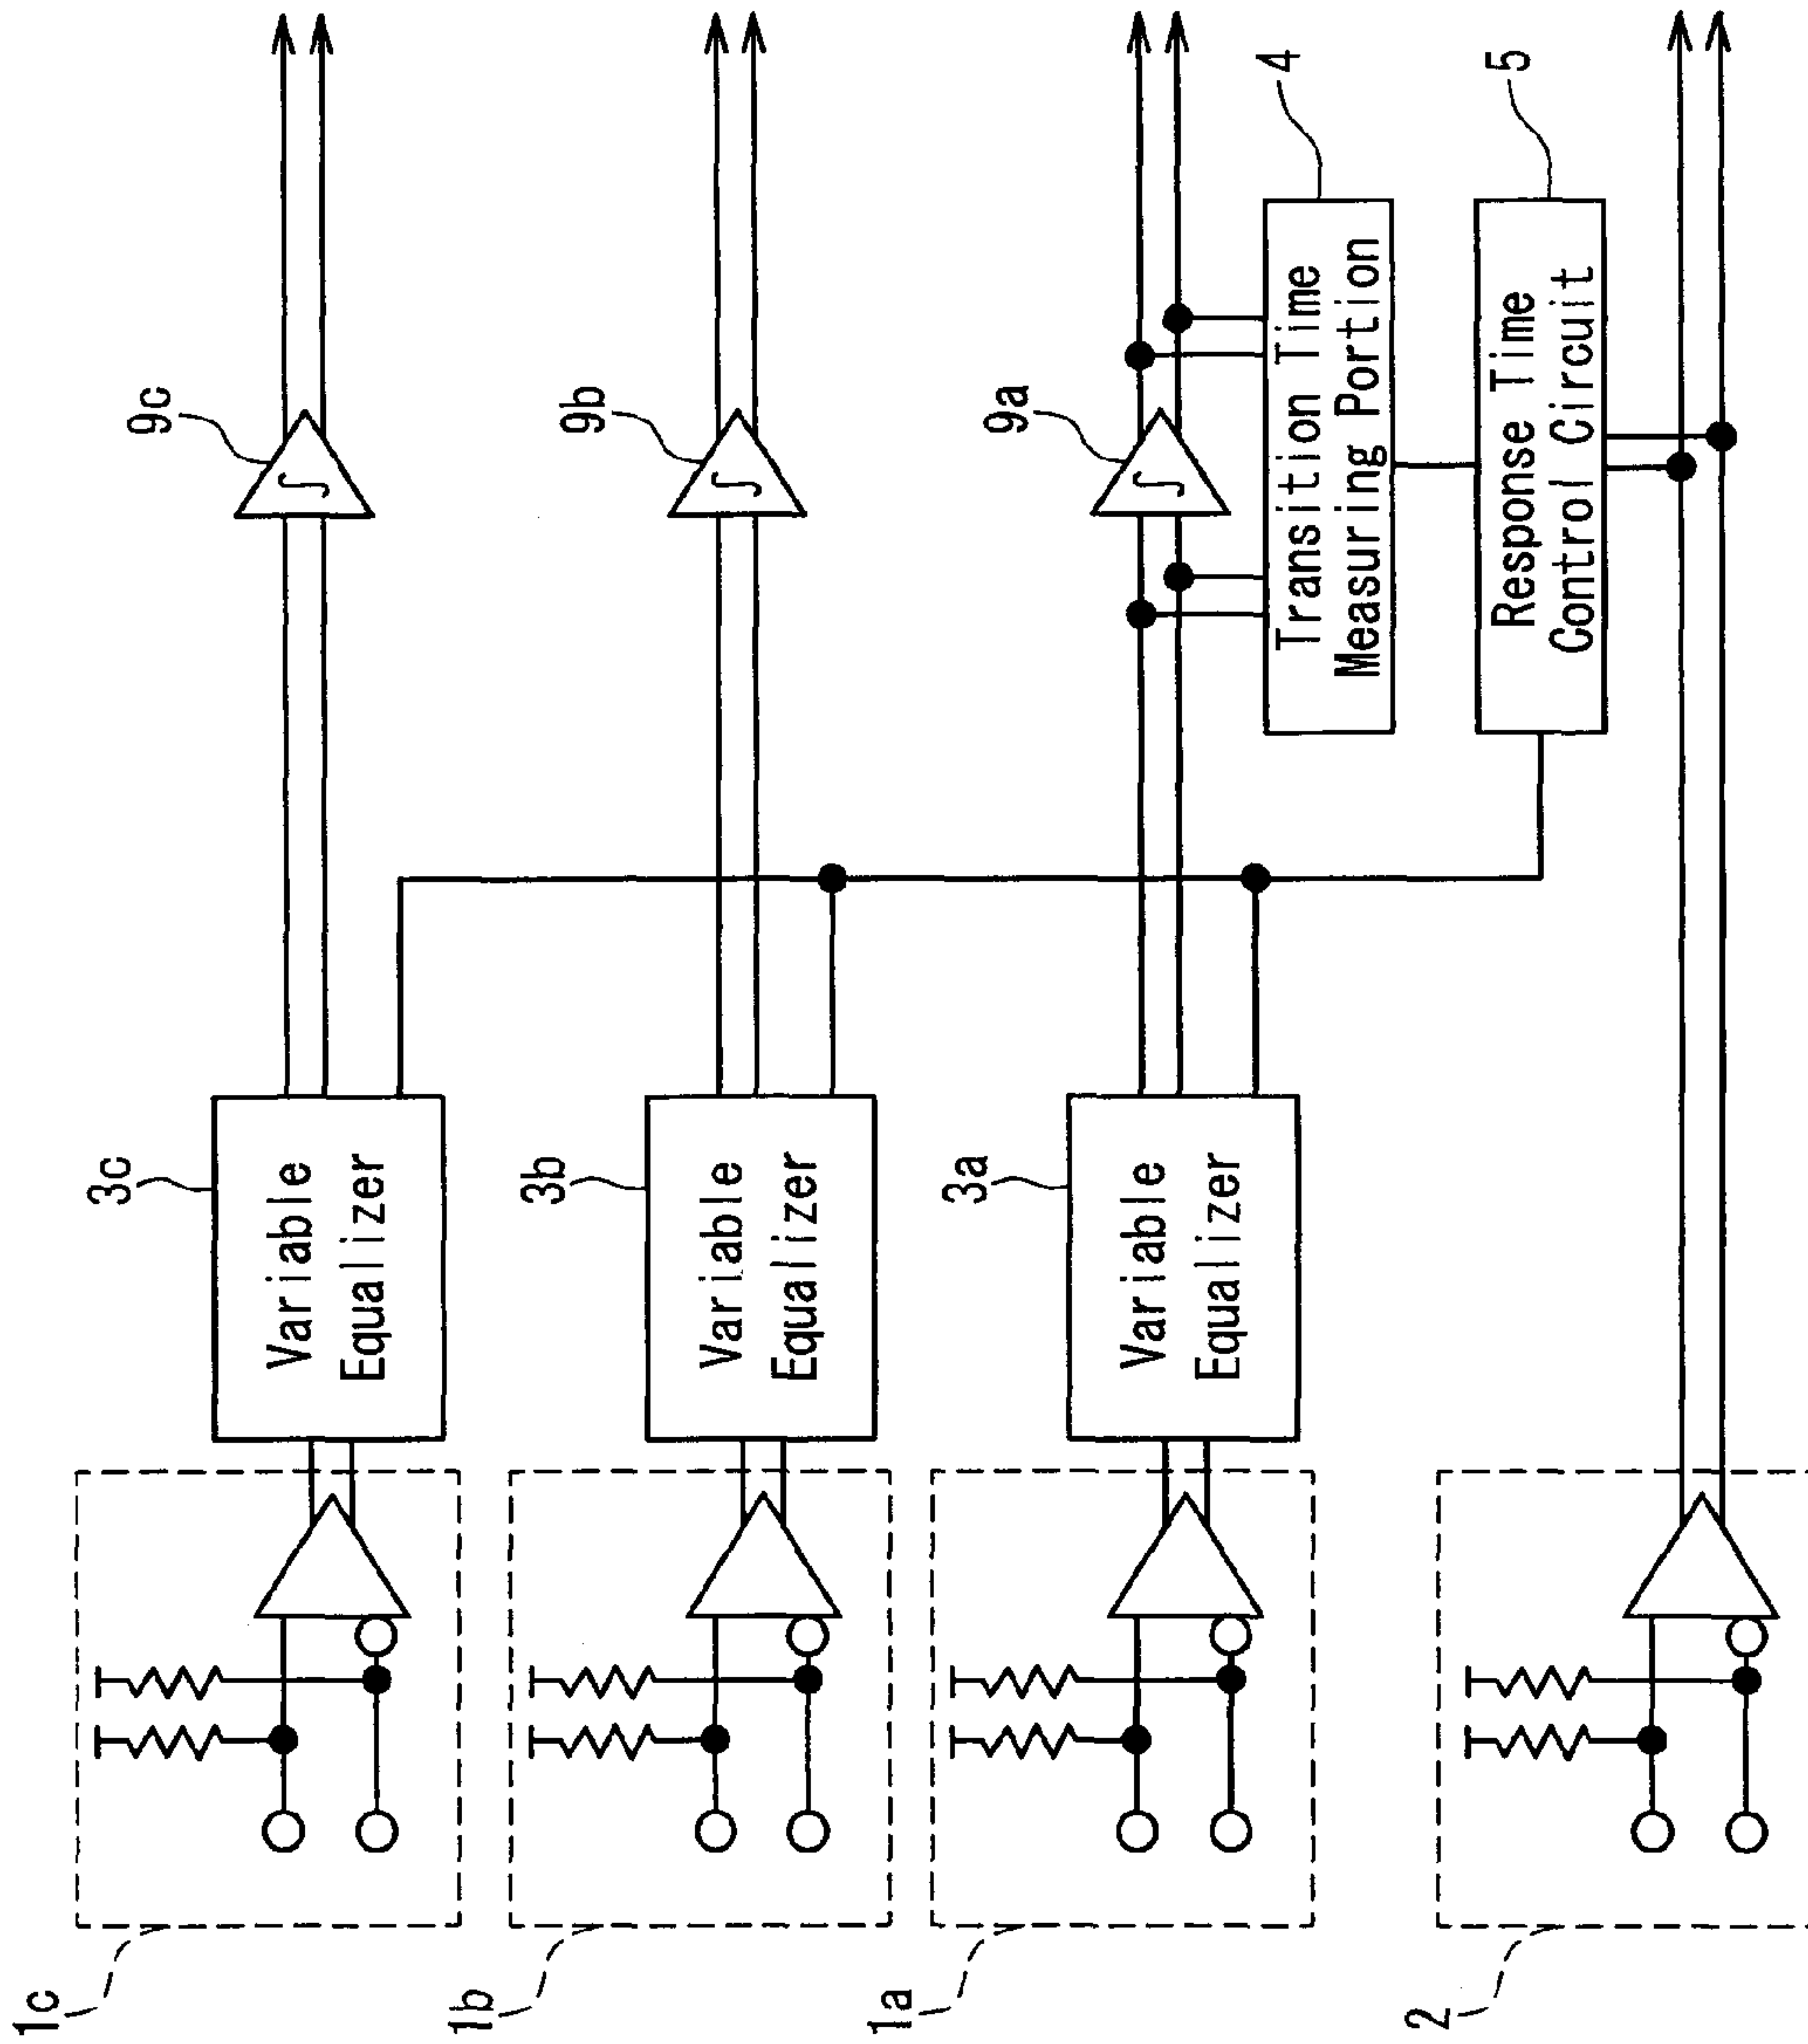 1c
3c
Variable
Equalizer
9c
1b
3b
Variable
Equalizer
9b
∫
∫
1a
3a
Variable
Equalizer
9a
∫
Transition Time
Measuring Portion
4
Response Time
Control Circuit
5
2